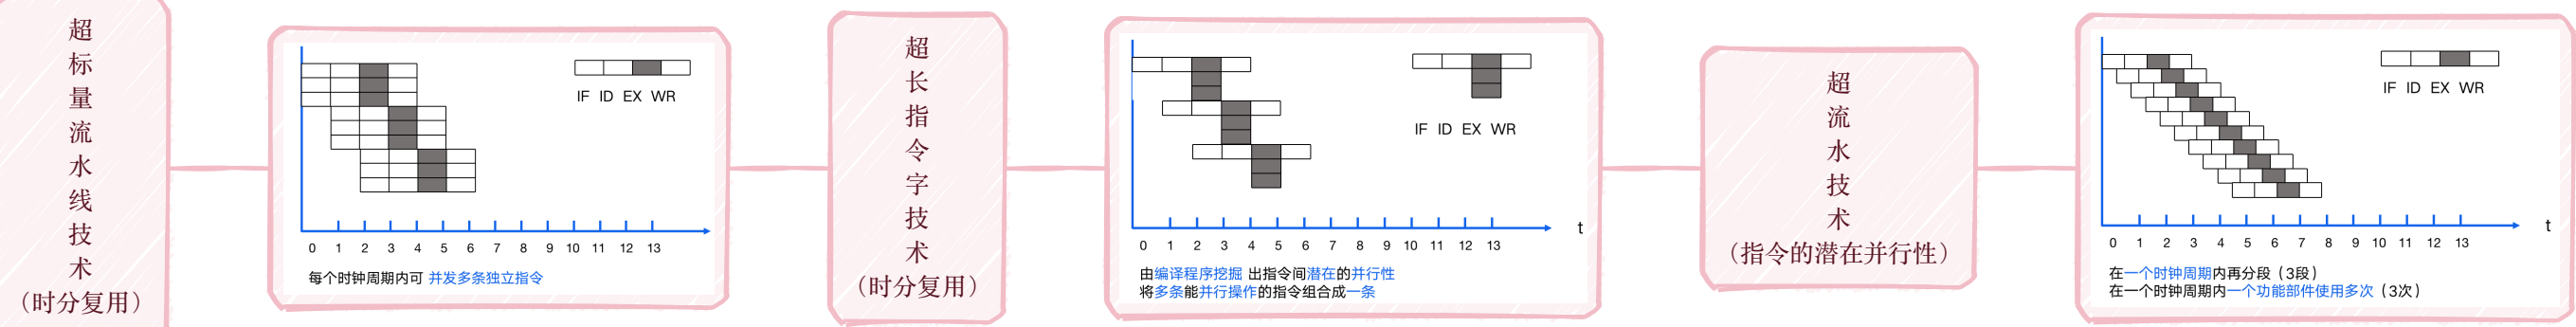 超
标
量
流
水
线
技
术
（时分复用）
IF ID EX WR
0 1 2 3 4 5 6 7 8 9 10 11 12 13
每个时钟周期内可 并发多条独立指令
超
长
指
令
字
技
术
（时分复用）
IF ID EX WR
t
0 1 2 3 4 5 6 7 8 9 10 11 12 13
由编译程序挖掘 出指令间潜在的并行性
将多条能并行操作的指令组合成一条
超
流
水
技
术
（指令的潜在并行性）
IF ID EX WR
t
0 1 2 3 4 5 6 7 8 9 10 11 12 13
在一个时钟周期内再分段（3段）
在一个时钟周期内一个功能部件使用多次（3次）